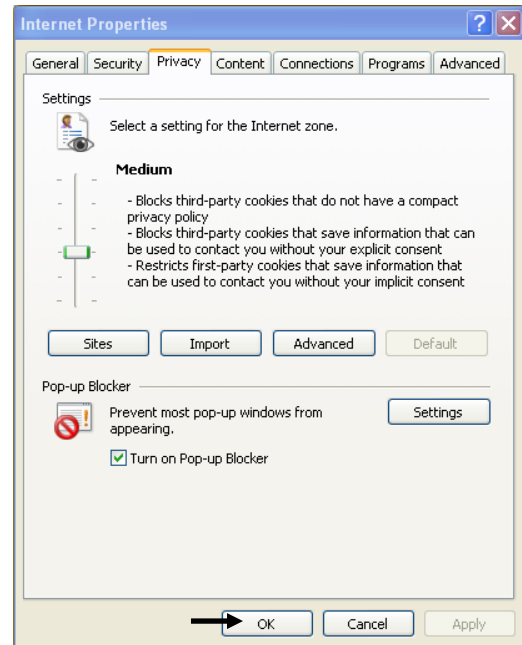 Internet Properties
?
X
General Security Privacy Content Connections Programs Advanced
Settings
Select a setting for the Internet zone.
Medium
- Blocks third-party cookies that do not have a compact
privacy policy
- Blocks third-party cookies that save information that can
be used to contact you without your explicit consent
- Restricts first-party cookies that save information that
can be used to contact you without your implicit consent
Sites Import Advanced Default
Pop-up Blocker
Prevent most pop-up windows from
appearing.
Settings
Turn on Pop-up Blocker
OK Cancel Apply